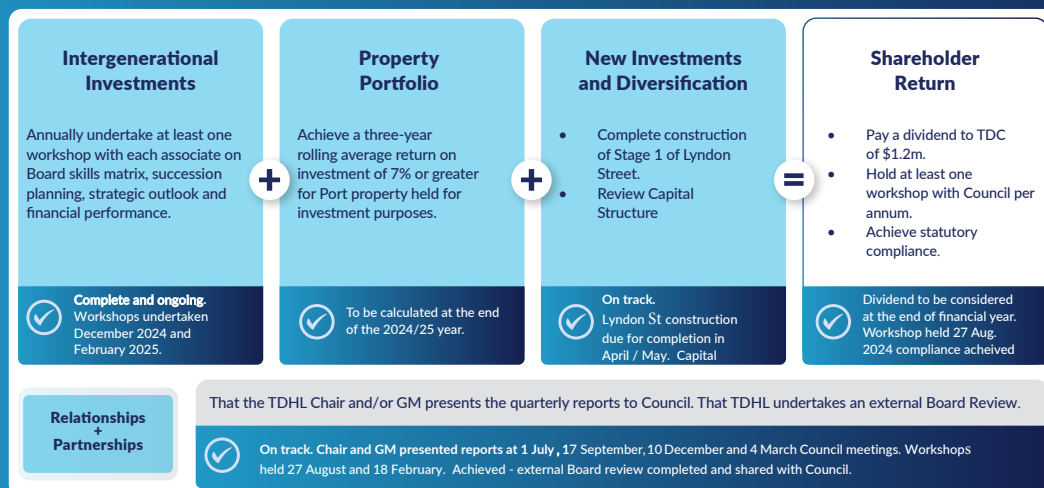 Intergenerational
Investments
Annually undertake at least one
workshop with each associate on
Board skills matrix, succession
planning, strategic outlook and
financial performance.
Complete and ongoing.
Workshops undertaken
December 2024 and
February 2025.
+
Property
Portfolio
Achieve a three-year
rolling average return on
investment of 7% or greater
for Port property held for
investment purposes.
To be calculated at the end
of the 2024/25 year.
+
New Investments
and Diversification
• Complete construction
of Stage 1 of Lyndon
Street.
• Review Capital
Structure
On track.
Lyndon St construction
due for completion in
April / May. Capital
=
Shareholder
Return
• Pay a dividend to TDC
of $1.2m.
• Hold at least one
workshop with Council per
annum.
• Achieve statutory
compliance.
Dividend to be considered
at the end of financial year.
Workshop held 27 Aug.
2024 compliance acheived
Relationships
+
Partnerships
That the TDHL Chair and/or GM presents the quarterly reports to Council. That TDHL undertakes an external Board Review.
On track. Chair and GM presented reports at 1 July , 17 September, 10 December and 4 March Council meetings. Workshops
held 27 August and 18 February. Achieved - external Board review completed and shared with Council.